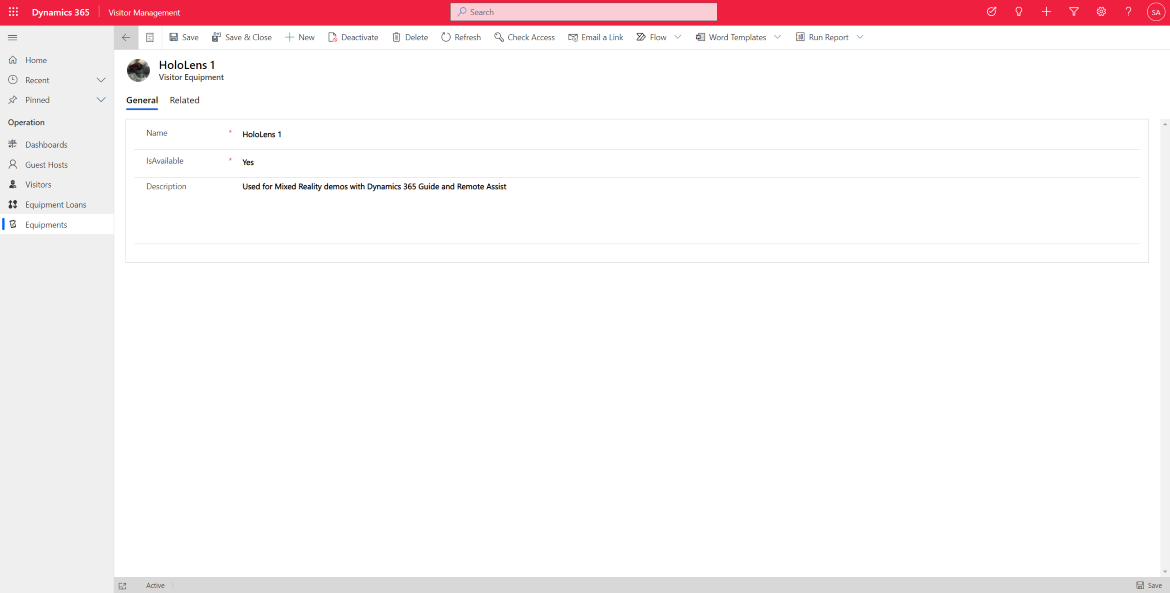 Dynamics 365 Visitor Management Search SA
Save Save & Close New Deactivate Delete Refresh Check Access Email a Link Flow Word Templates Run Report
Home
Recent
Pinned
Operation
Dashboards
Guest Hosts
Visitors
Equipment Loans
Equipments
HoloLens 1
Visitor Equipment
General Related
Name * HoloLens 1
IsAvailable * Yes
Description Used for Mixed Reality demos with Dynamics 365 Guide and Remote Assist
Active Save